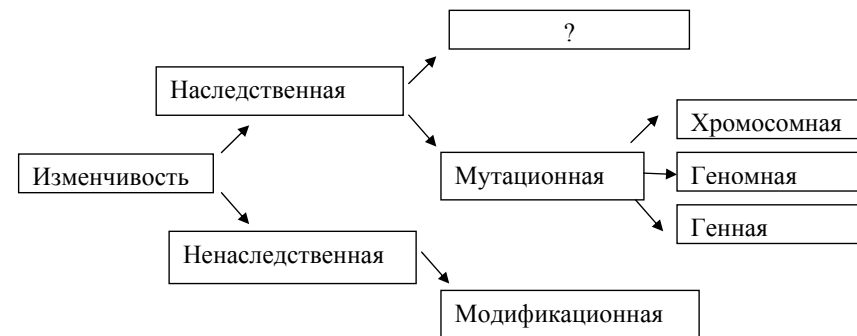 ?
Наследственная
Хромосомная
Изменчивость
Мутационная
Геномная
Генная
Ненаследственная
Модификационная